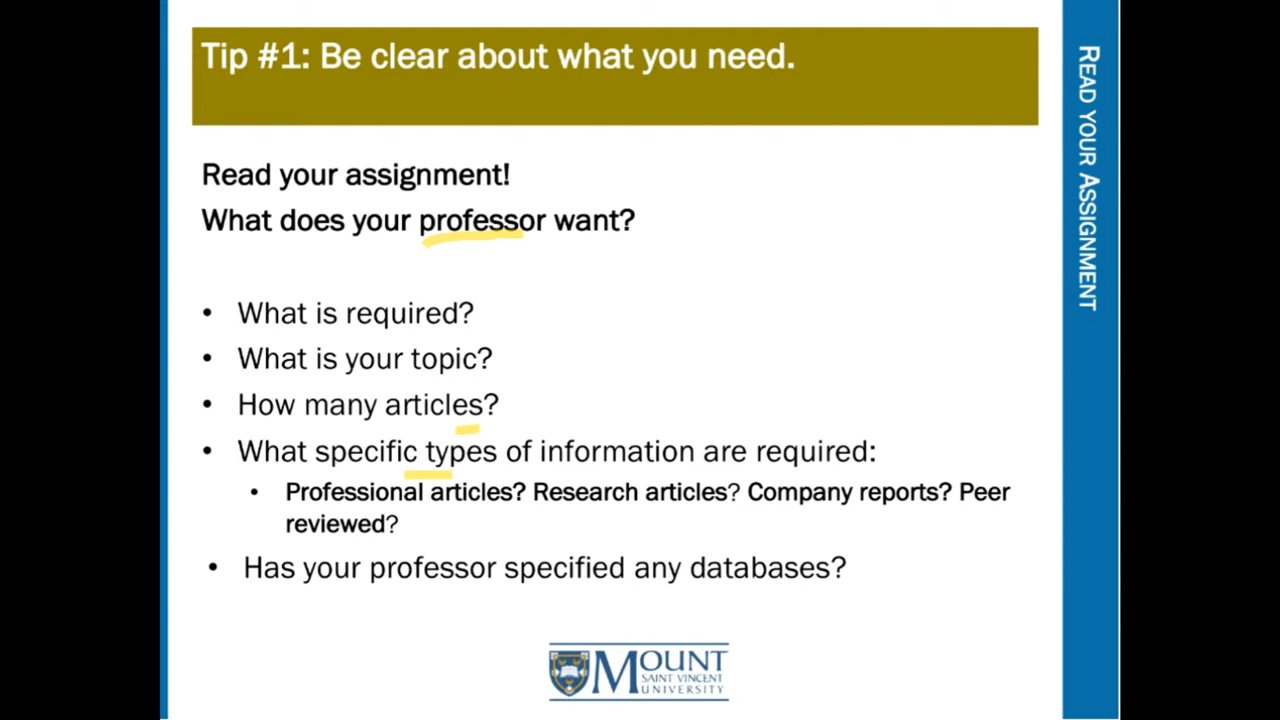 Tip #1: Be clear about what you need.
Read your assignment!
What does your professor want?
• What is required?
• What is your topic?
• How many articles?
• What specific types of information are required:
• Professional articles? Research articles? Company reports? Peer
reviewed?
• Has your professor specified any databases?
READ YOUR ASSIGNMENT
MOUNT
SAINT VINCENT
UNIVERSITY